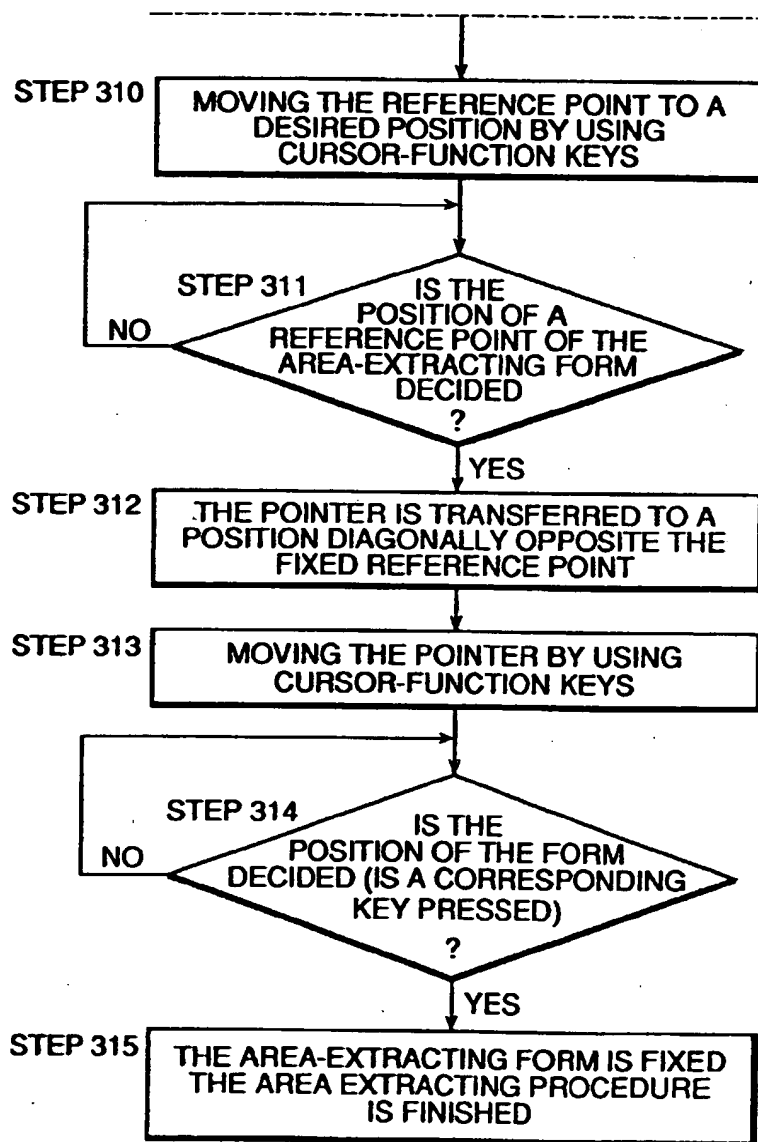 STEP 310
MOVING THE REFERENCE POINT TO A
DESIRED POSITION BY USING
CURSOR-FUNCTION KEYS
STEP 311
IS THE
POSITION OF A
REFERENCE POINT OF THE
AREA-EXTRACTING FORM
DECIDED
?
NO
YES
STEP 312
THE POINTER IS TRANSFERRED TO A
POSITION DIAGONALLY OPPOSITE THE
FIXED REFERENCE POINT
STEP 313
MOVING THE POINTER BY USING
CURSOR-FUNCTION KEYS
STEP 314
IS THE
POSITION OF THE FORM
DECIDED (IS A CORRESPONDING
KEY PRESSED)
?
NO
YES
STEP 315
THE AREA-EXTRACTING FORM IS FIXED
THE AREA EXTRACTING PROCEDURE
IS FINISHED